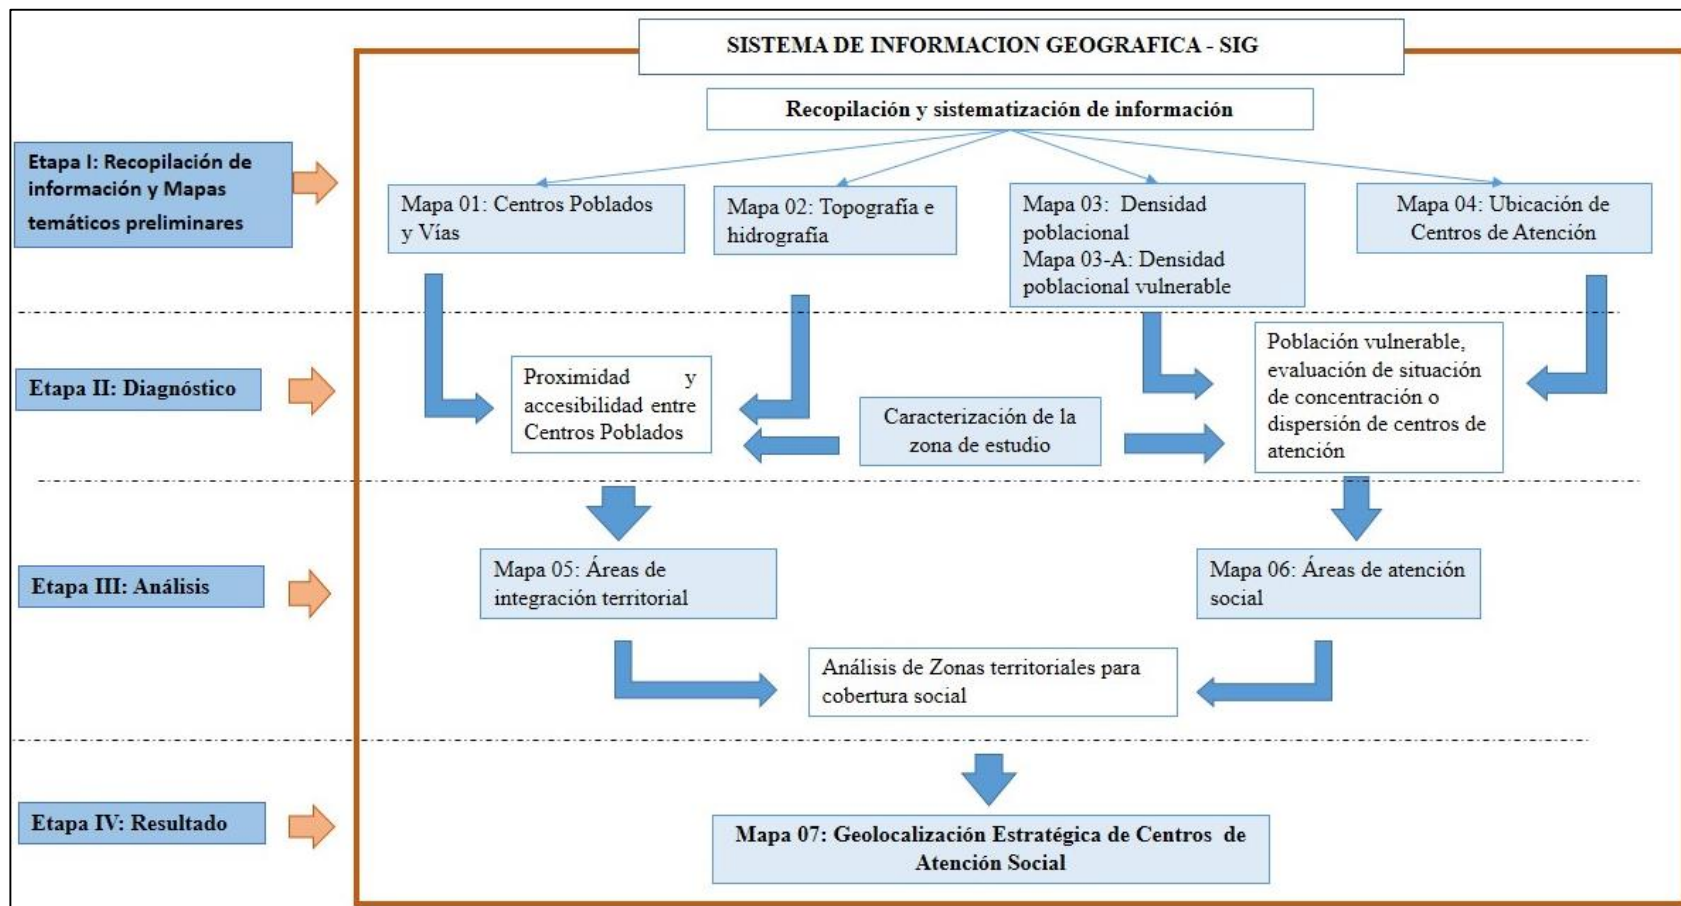 SISTEMA DE INFORMACION GEOGRAFICA - SIG
Recopilación y sistematización de información
Etapa I: Recopilación de
información y Mapas
temáticos preliminares
Mapa 01: Centros Poblados
y Vías
Mapa 02: Topografía e
hidrografía
Mapa 03: Densidad
poblacional
Mapa 03-A: Densidad
poblacional vulnerable
Mapa 04: Ubicación de
Centros de Atención
Etapa II: Diagnóstico
Proximidad y
accesibilidad entre
Centros Poblados
Caracterización de la
zona de estudio
Población vulnerable,
evaluación de situación
de concentración o
dispersión de centros de
atención
Etapa III: Análisis
Mapa 05: Áreas de
integración territorial
Mapa 06: Áreas de atención
social
Análisis de Zonas territoriales para
cobertura social
Etapa IV: Resultado
Mapa 07: Geolocalización Estratégica de Centros de
Atención Social